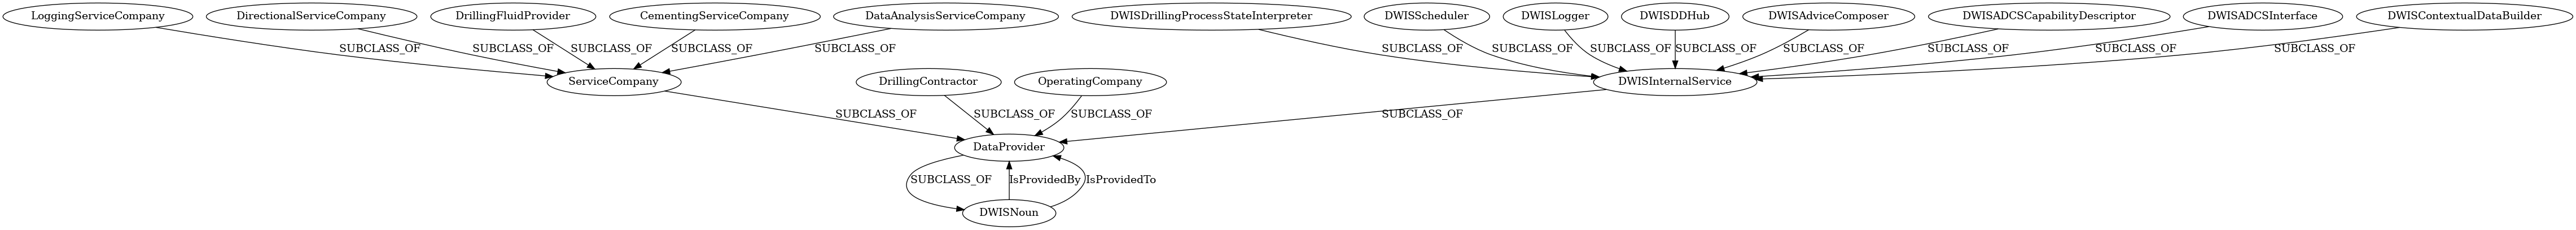 LoggingServiceCompany
DirectionalServiceCompany
DrillingFluidProvider
CementingServiceCompany
DataAnalysisServiceCompany
DWISDrillingProcessStateInterpreter
DWISScheduler
DWISLogger
DWISDDHub
DWISAdviceComposer
DWISADCSCapabilityDescriptor
DWISADCSInterface
DWISContextualDataBuilder
SUBCLASS_OF
SUBCLASS_OF
SUBCLASS_OF
SUBCLASS_OF
SUBCLASS_OF
SUBCLASS_OF
SUBCLASS_OF
SUBCLASS_OF
SUBCLASS_OF
SUBCLASS_OF
SUBCLASS_OF
SUBCLASS_OF
SUBCLASS_OF
ServiceCompany
DrillingContractor
OperatingCompany
DWISInternalService
SUBCLASS_OF
SUBCLASS_OF
SUBCLASS_OF
SUBCLASS_OF
DataProvider
SUBCLASS_OF
IsProvidedBy
IsProvidedTo
DWISNoun